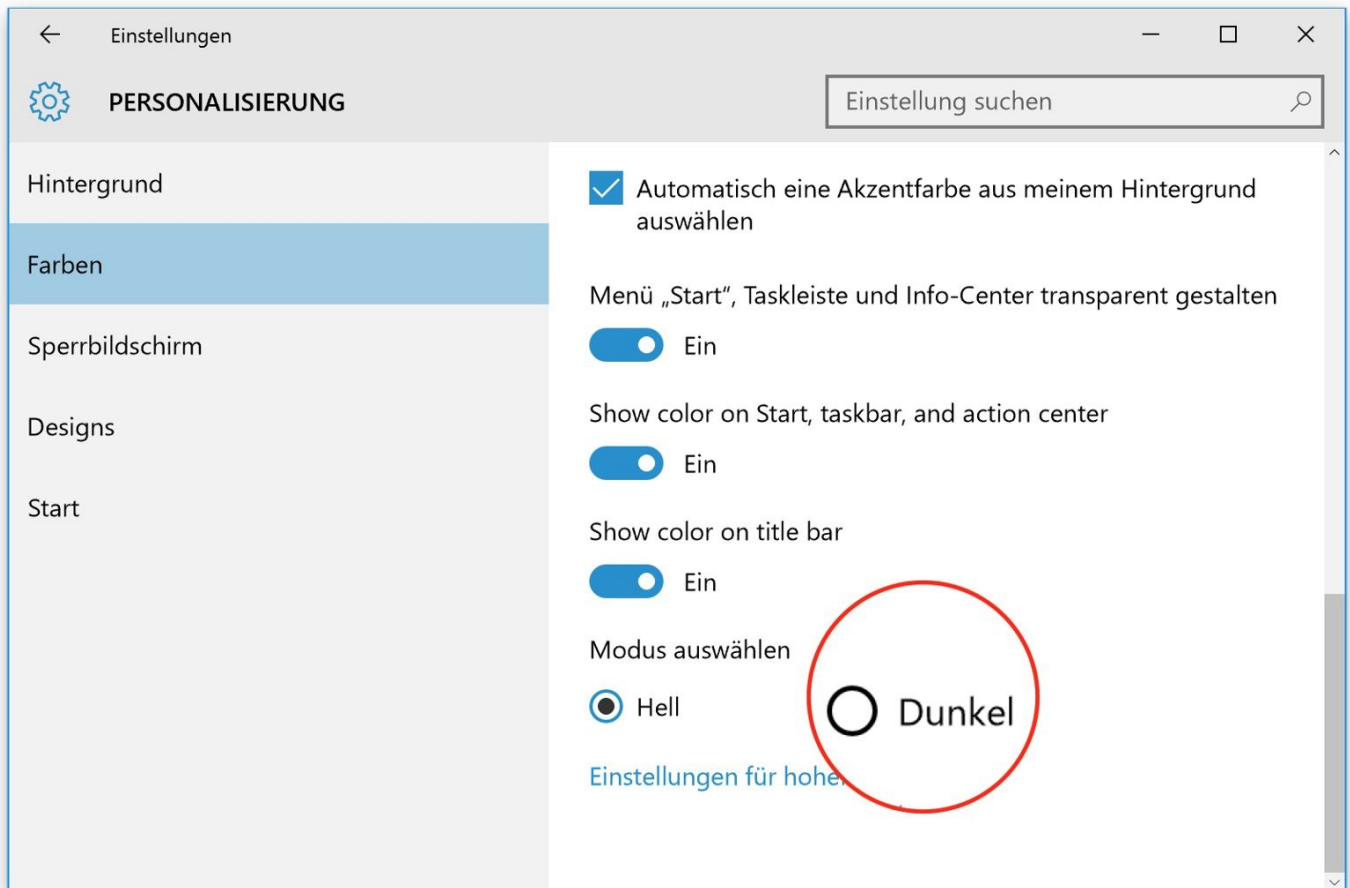 Einstellungen
PERSONALISIERUNG
Einstellung suchen
Hintergrund
Farben
Sperrbildschirm
Designs
Start
Automatisch eine Akzentfarbe aus meinem Hintergrund
auswählen
Menü „Start“, Taskleiste und Info-Center transparent gestalten
Ein
Show color on Start, taskbar, and action center
Ein
Show color on title bar
Ein
Modus auswählen
Hell
Dunkel
Einstellungen für